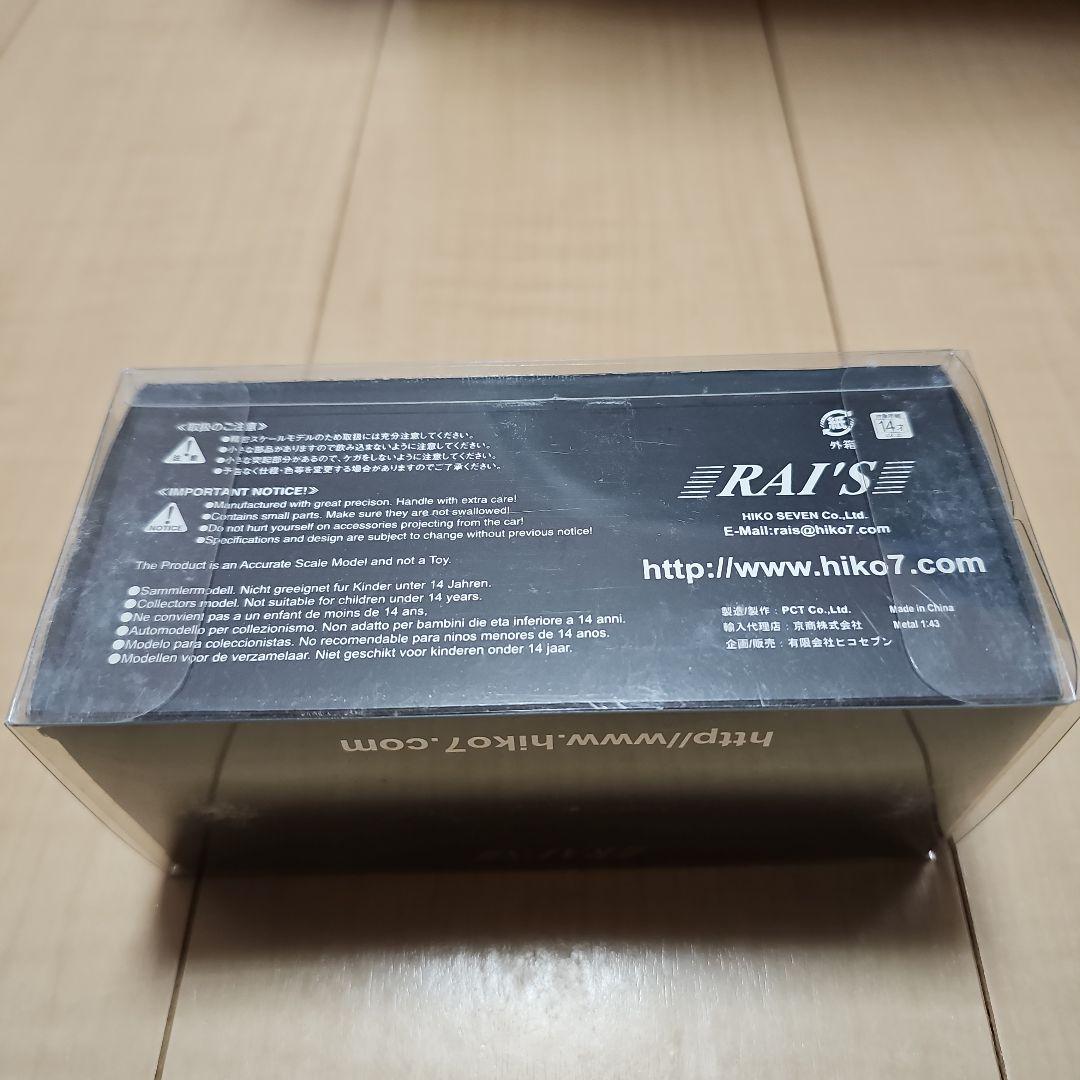 ≪取扱のご注意≫
●精密スケールモデルのため取扱には充分注意してください。
●小さな部品がありますので飲み込まないように注意してください。
●小さな突起部分があるので、ケガをしないように注意してください。
●予告なく仕様・色等を変更する場合がありますのでご了承ください。
注意
≪IMPORTANT NOTICE!≫
●Manufactured with great precison. Handle with extra care!
●Contains small parts. Make sure they are not swallowed!
●Do not hurt yourself on accessories projecting from the car!
●Specifications and design are subject to change without previous notice!
NOTICE
The Product is an Accurate Scale Model and not a Toy.
●Sammlermodell. Nicht geeignet fur Kinder unter 14 Jahren.
●Collectors model. Not suitable for children under 14 years.
●Ne convient pas a un enfant de moins de 14 ans,
●Automodello per collezionismo. Non adatto per bambini die eta inferiore a 14 anni.
●Modelo para coleccionistas. No recomendable para ninos menores de 14 anos.
●Modellen voor de verzamelaar. Niet geschikt voor kinderen onder 14 jaar.
紙
外箱
対象年齢
14才
以上
RAI'S
HIKO SEVEN Co.,Ltd.
E-Mail:rais@hiko7.com
http://www.hiko7.com
製造/製作：PCT Co.,Ltd.
輸入代理店：京商株式会社
企画/販売：有限会社ヒコセブン
Made in China
Metal 1:43
http//www.hiko7.com